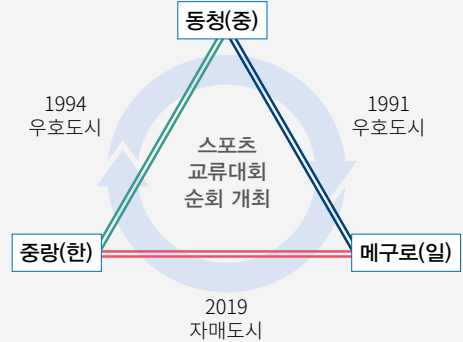 동청(중)
1994
우호도시
1991
우호도시
스포츠
교류대회
순회 개최
중랑(한)
메구로(일)
2019
자매도시